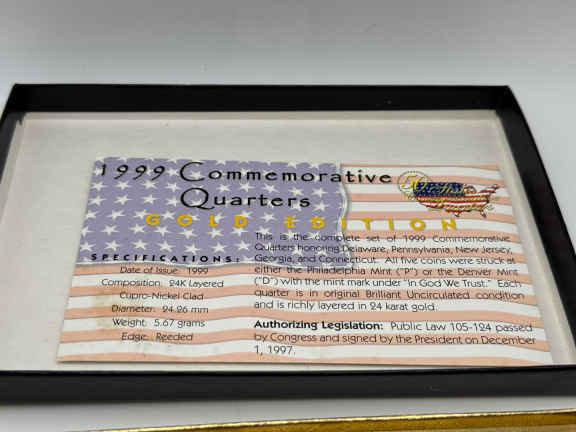 1999 Commemorative
Quarters
GOLD EDITION
SPECIFICATIONS:
Date of Issue: 1999
Composition: 24K Layered
Cupro-Nickel Clad
Diameter: 24.26 mm
Weight: 5.67 grams
Edge: Reeded
This is the complete set of 1999 Commemorative
Quarters honoring Delaware, Pennsylvania, New Jersey,
Georgia, and Connecticut. All five coins were struck at
either the Philadelphia Mint ("P") or the Denver Mint
("D") with the mint mark under "In God We Trust." Each
quarter is in original Brilliant Uncirculated condition
and is richly layered in 24 karat gold.
Authorizing Legislation: Public Law 105-124 passed
by Congress and signed by the President on December
1, 1997.